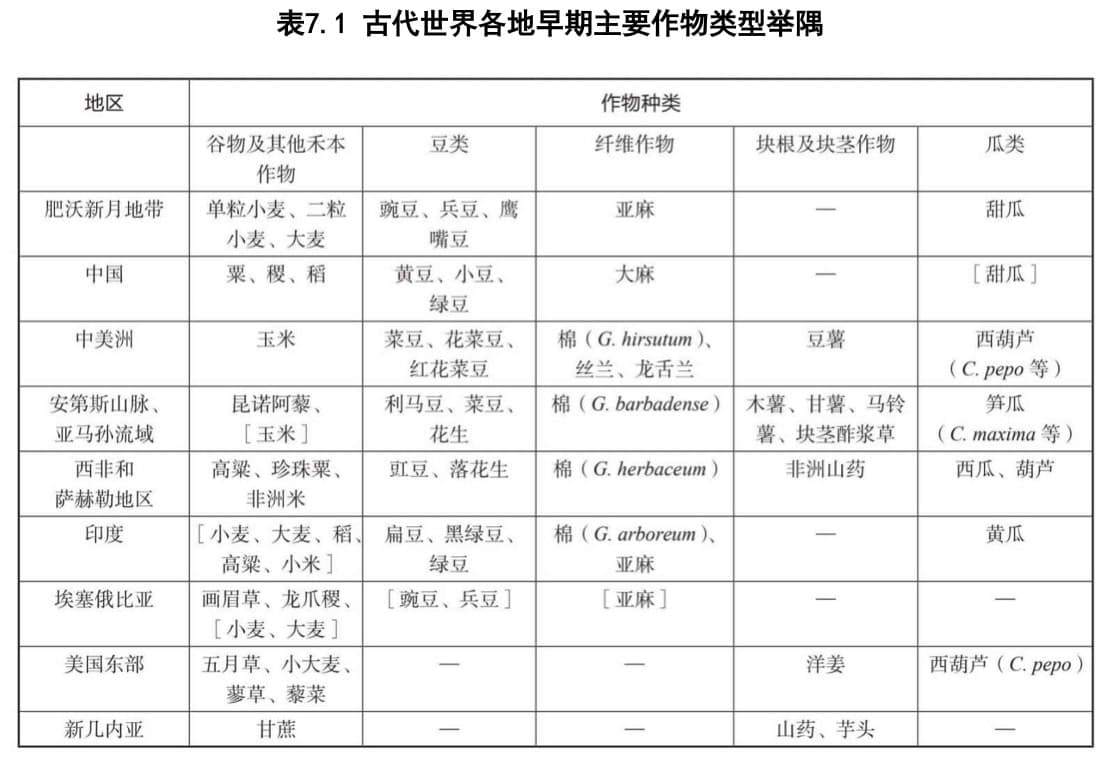 表7.1 古代世界各地早期主要作物类型举隅
地区 作物种类
谷物及其他禾本作物 豆类 纤维作物 块根及块茎作物 瓜类
肥沃新月地带 单粒小麦、二粒小麦、大麦 豌豆、兵豆、鹰嘴豆 亚麻 — 甜瓜
中国 粟、稷、稻 黄豆、小豆、绿豆 大麻 — [甜瓜]
中美洲 玉米 菜豆、花菜豆、红花菜豆 棉(G. hirsutum)、丝兰、龙舌兰 豆薯 西葫芦(C. pepo等)
安第斯山脉、亚马孙流域 昆诺阿藜、[玉米] 利马豆、菜豆、花生 棉(G. barbadense) 木薯、甘薯、马铃薯、块茎酢浆草 笋瓜(C. maxima等)
西非和萨赫勒地区 高粱、珍珠粟、非洲米 豇豆、落花生 棉(G. herbaceum) 非洲山药 西瓜、葫芦
印度 [小麦、大麦、稻、高粱、小米] 扁豆、黑绿豆、绿豆 棉(G. arboreum)、亚麻 — 黄瓜
埃塞俄比亚 画眉草、龙爪稷、[小麦、大麦] [豌豆、兵豆] [亚麻] — —
美国东部 五月草、小大麦、蓼草、藜菜 — — 洋姜 西葫芦(C. pepo)
新几内亚 甘蔗 — — 山药、芋头 —